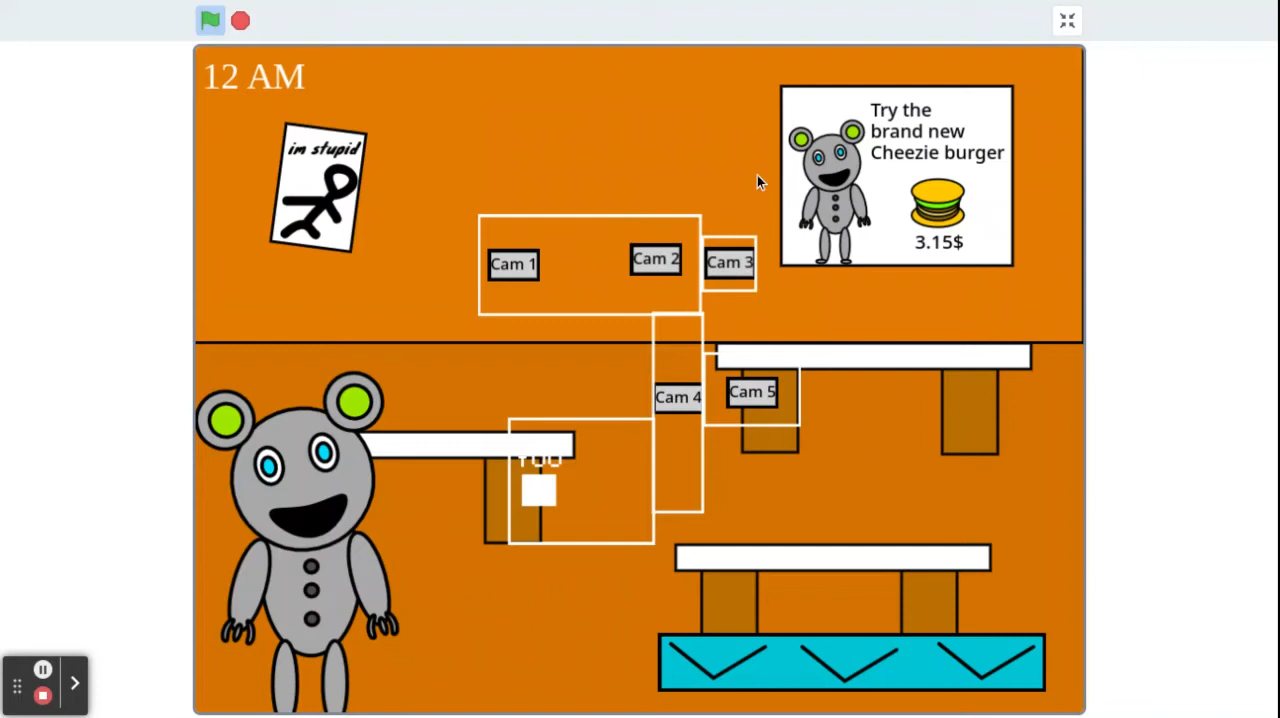 12 AM
im stupid
Try the
brand new
Cheezie burger
3.15$
Cam 1
Cam 2
Cam 3
Cam 4
Cam 5
YOU